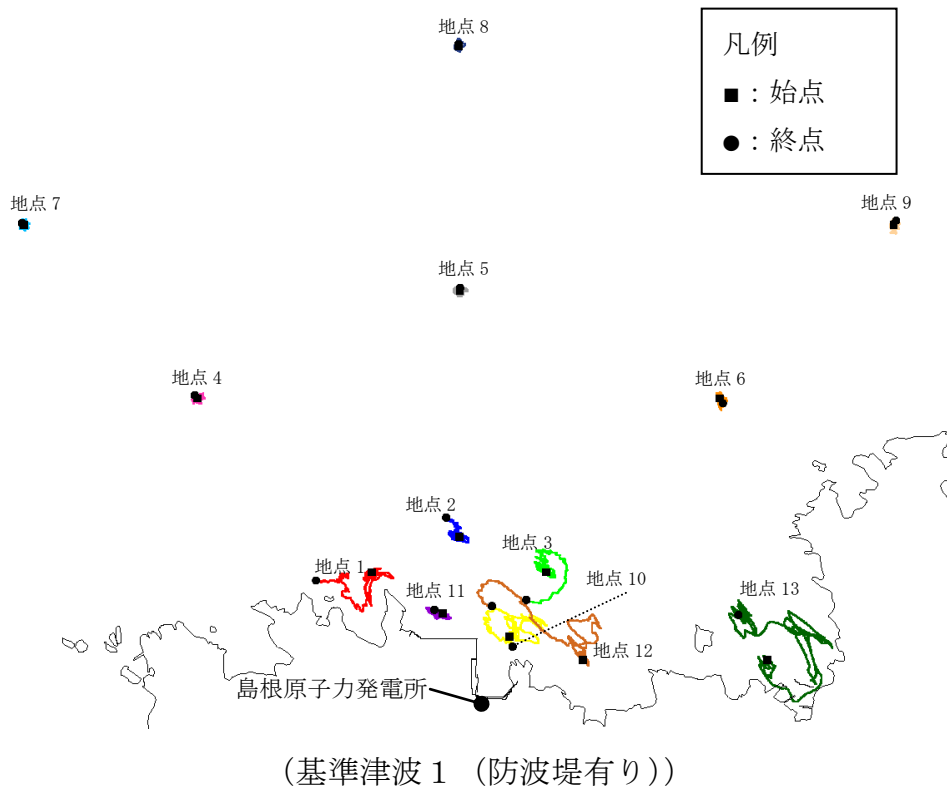 地点 8
凡例
■：始点
●：終点
地点 7
地点 9
地点 5
地点 4
地点 6
地点 2
地点 3
地点 1
地点 10
地点 11
地点 13
地点 12
島根原子力発電所
(基準津波１（防波堤有り))